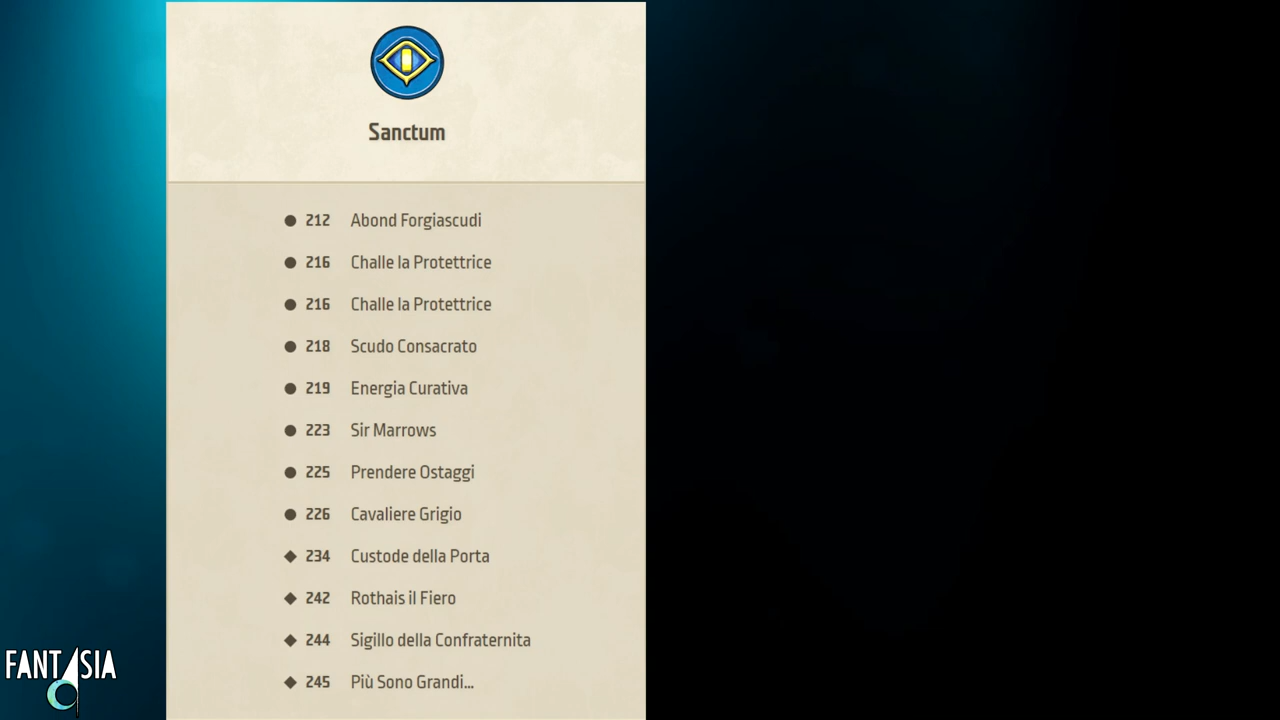 Sanctum
● 212 Abond Forgiascudi
● 216 Challe la Protettrice
● 216 Challe la Protettrice
● 218 Scudo Consacrato
● 219 Energia Curativa
● 223 Sir Marrows
● 225 Prendere Ostaggi
● 226 Cavaliere Grigio
◆ 234 Custode della Porta
◆ 242 Rothais il Fiero
◆ 244 Sigillo della Confraternita
◆ 245 Più Sono Grandi...
FANTASIA